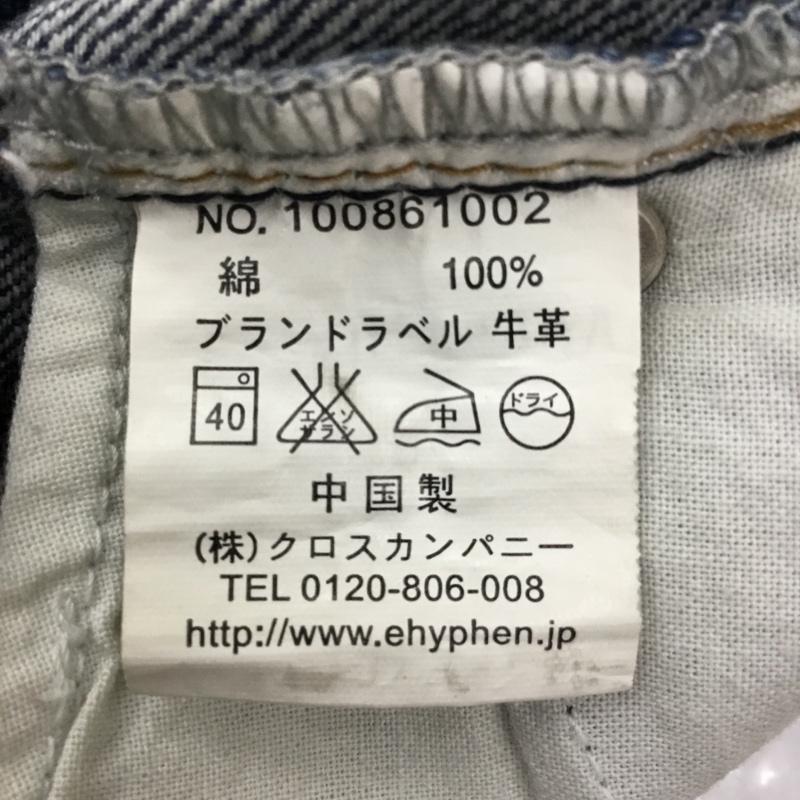 NO. 100861002
綿 100%
ブランドラベル 牛革
40 エンソ サラシ 中 ドライ
中国製
(株)クロスカンパニー
TEL 0120-806-008
http://www.ehyphen.jp